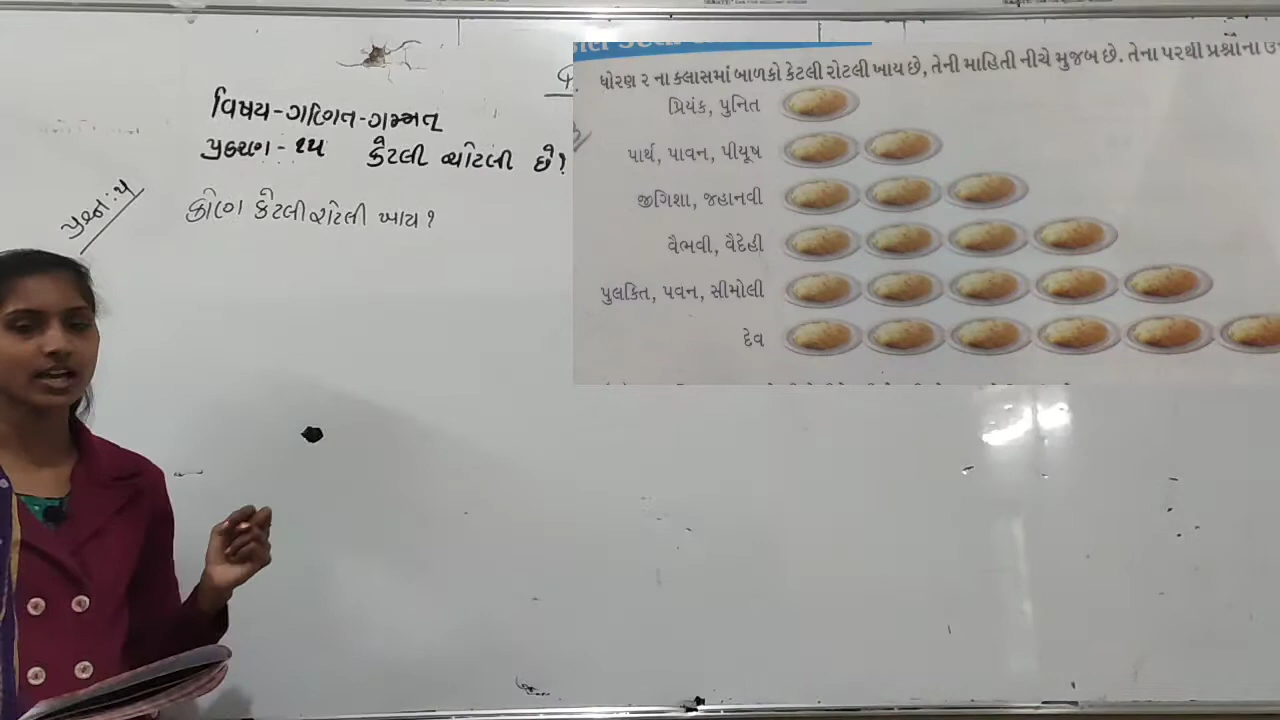 વિષય-ગણિત-ગમ્મત
પ્રકરણ - ૧૫ કેટલી રોટલી છે?
પ્રશ્ન: ૫
કોણ કેટલી રોટલી ખાય?
ધોરણ ૨ ના ક્લાસમાં બાળકો કેટલી રોટલી ખાય છે, તેની માહિતી નીચે મુજબ છે. તેના પરથી પ્રશ્નોના
પ્રિયંક, પુનિત
પાર્થ, પાવન, પીયૂષ
જીગિશા, જહાનવી
વૈભવી, વૈદેહી
પુલકિત, પવન, સીમોલી
દેવ